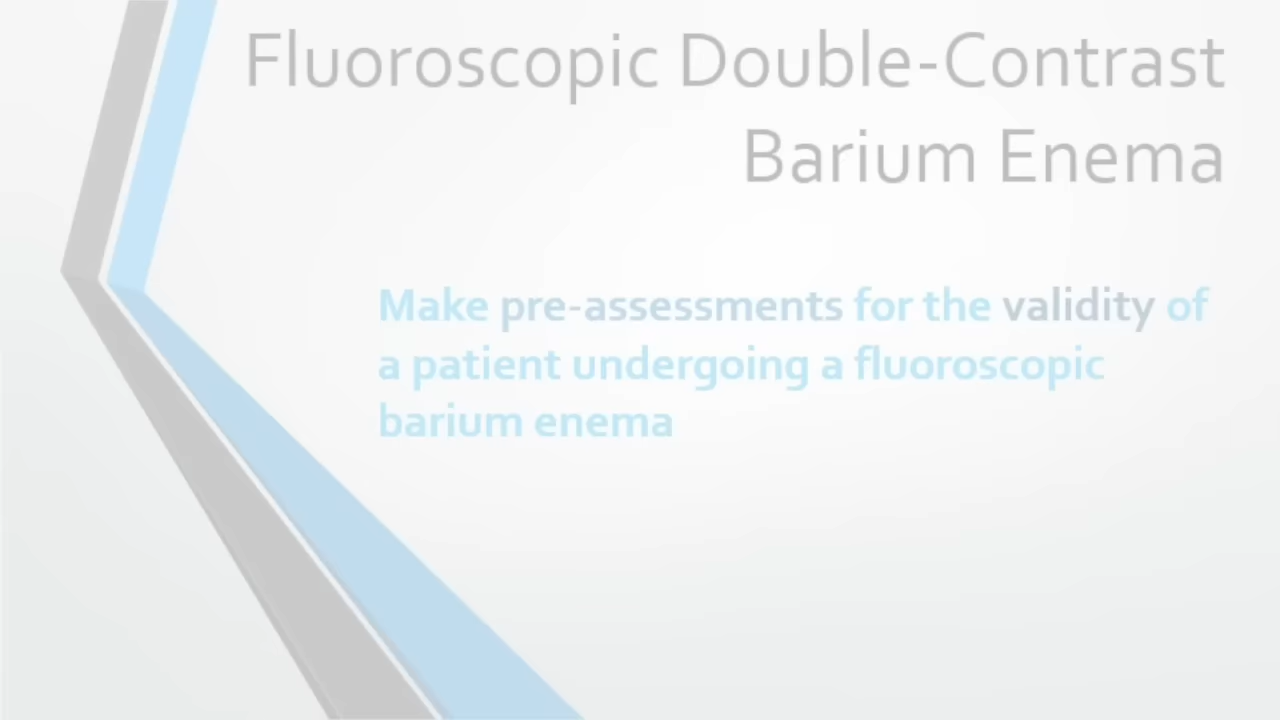 Fluoroscopic Double-Contrast
Barium Enema
Make pre-assessments for the validity of
a patient undergoing a fluoroscopic
barium enema